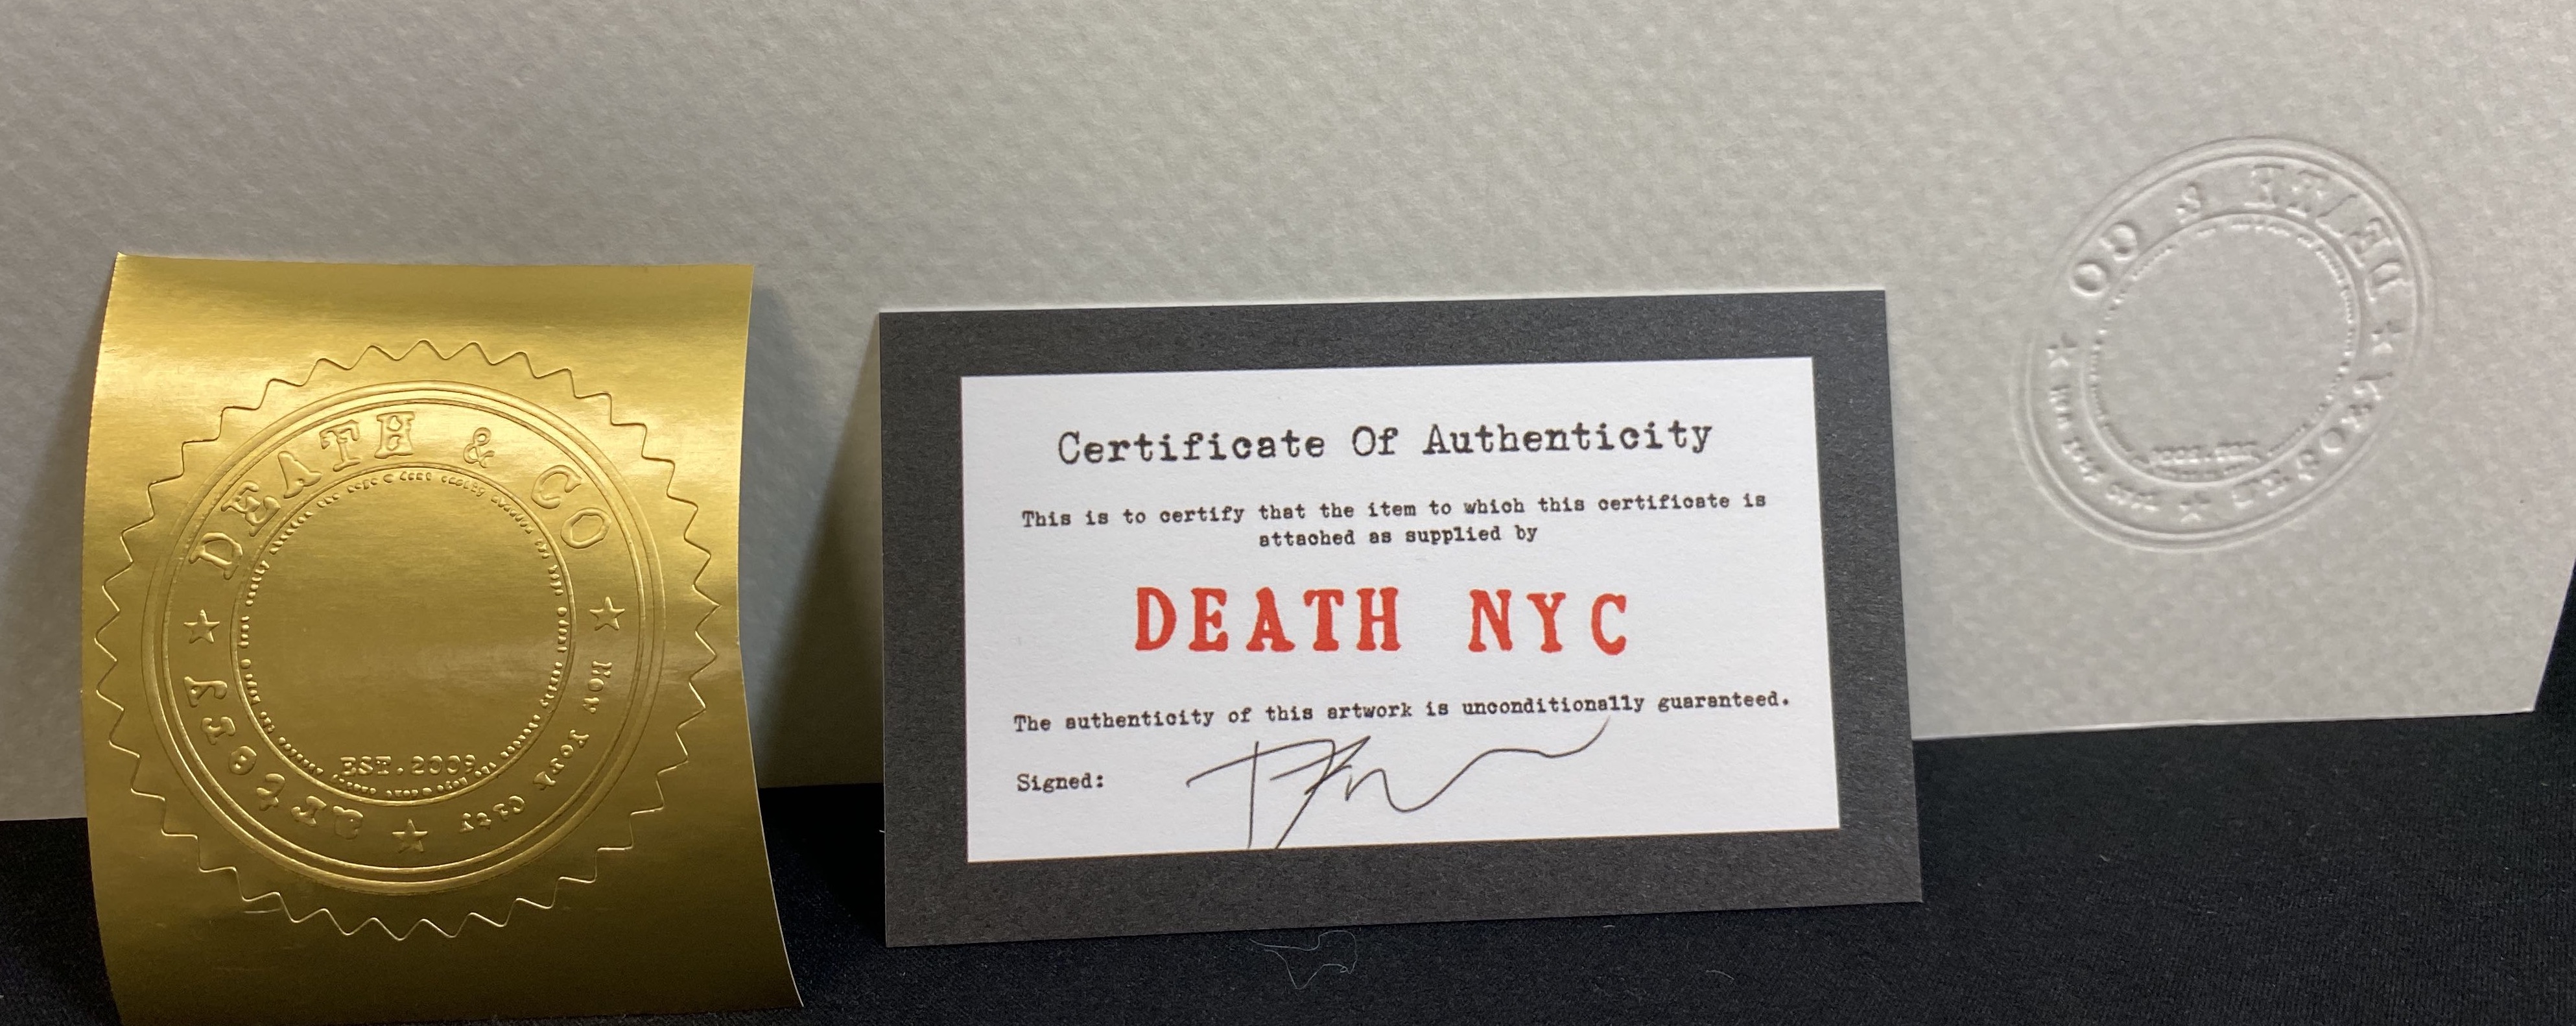 DEATH & CO
New York City
EST.2009
Certificate Of Authenticity
This is to certify that the item to which this certificate is
attached as supplied by
DEATH NYC
The authenticity of this artwork is unconditionally guaranteed.
Signed:
& CO